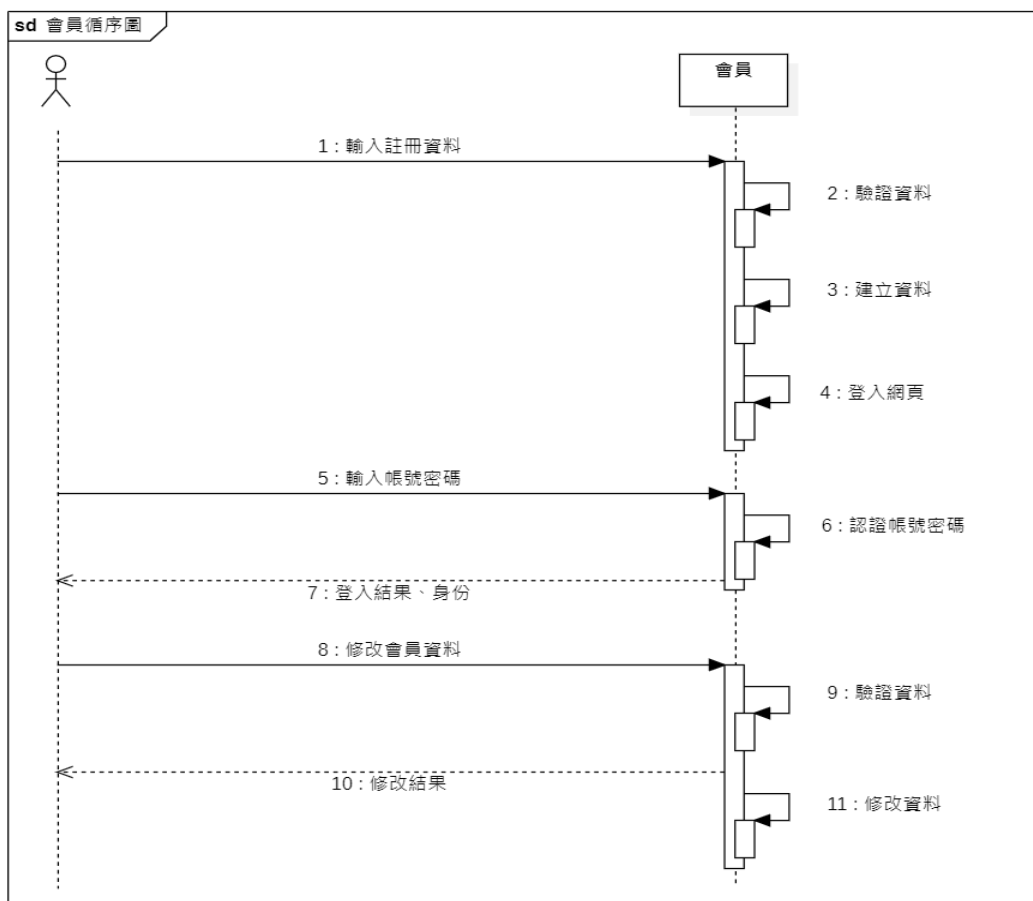 sd 會員循序圖
會員
1 : 輸入註冊資料
2 : 驗證資料
3 : 建立資料
4 : 登入網頁
5 : 輸入帳號密碼
6 : 認證帳號密碼
7 : 登入結果、身份
8 : 修改會員資料
9 : 驗證資料
10 : 修改結果
11 : 修改資料